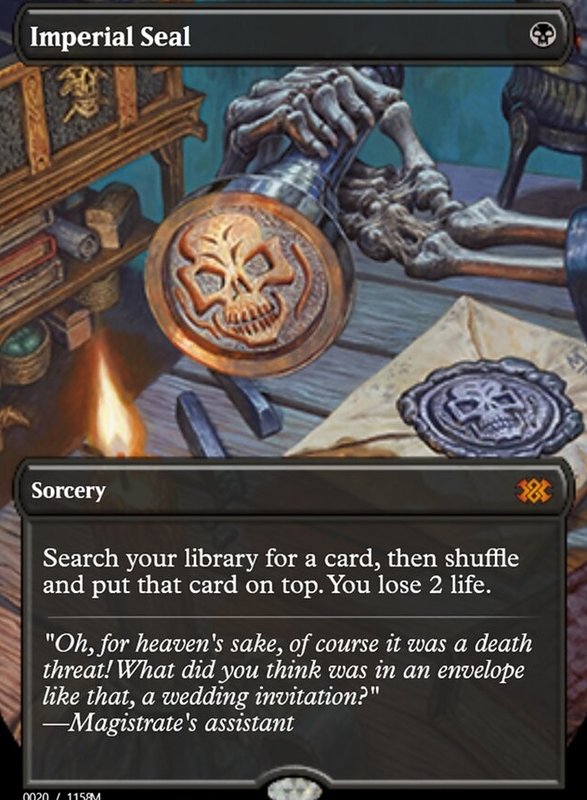 Imperial Seal
Sorcery
Search your library for a card, then shuffle
and put that card on top. You lose 2 life.
"Oh, for heaven's sake, of course it was a death
threat! What did you think was in an envelope
like that, a wedding invitation?"
—Magistrate's assistant
0020 / 1158M